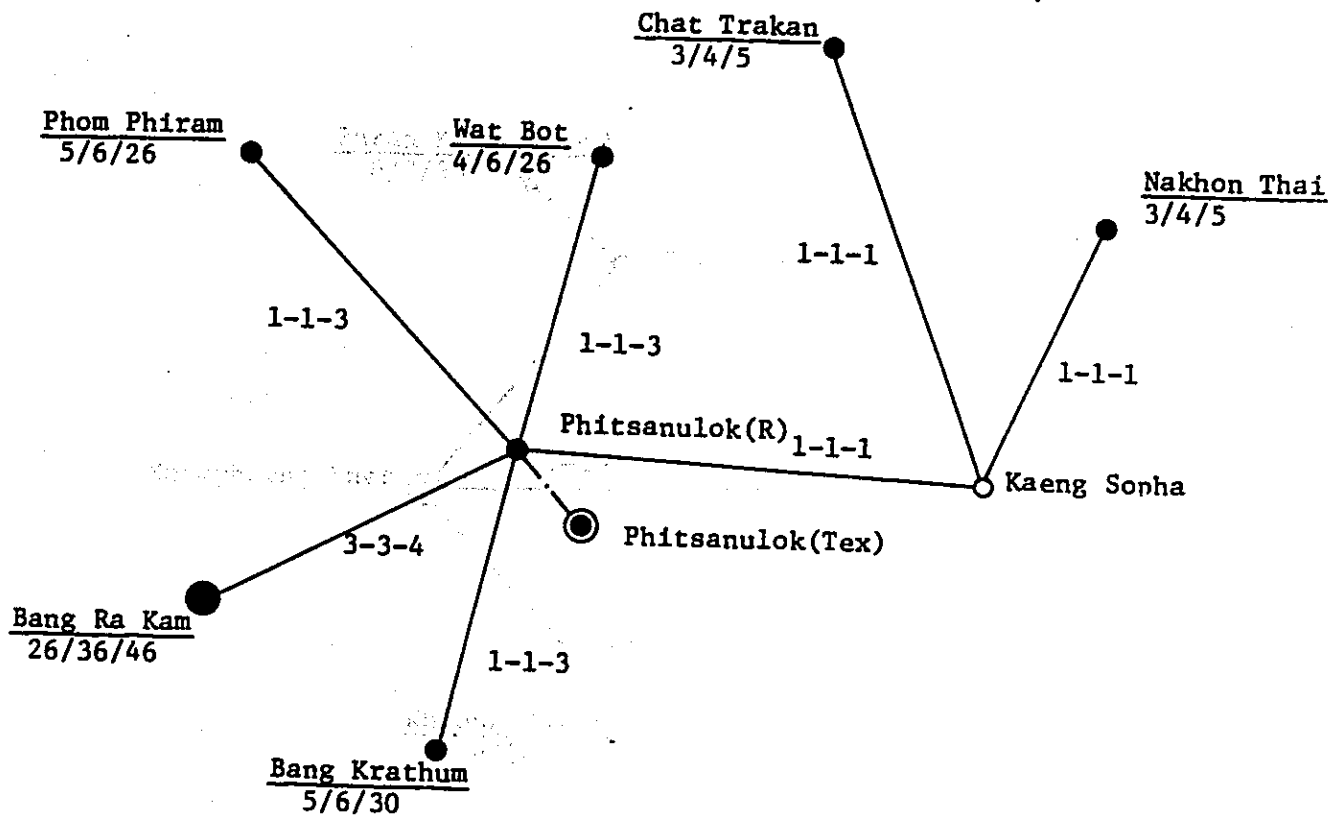 Chat Trakan
3/4/5
Phom Phiram
5/6/26
Wat Bot
4/6/26
Nakhon Thai
3/4/5
1-1-1
1-1-3
1-1-3
1-1-1
Phitsanulok(R)
1-1-1
Kaeng Sopha
Phitsanulok(Tex)
3-3-4
Bang Ra Kam
26/36/46
1-1-3
Bang Krathum
5/6/30